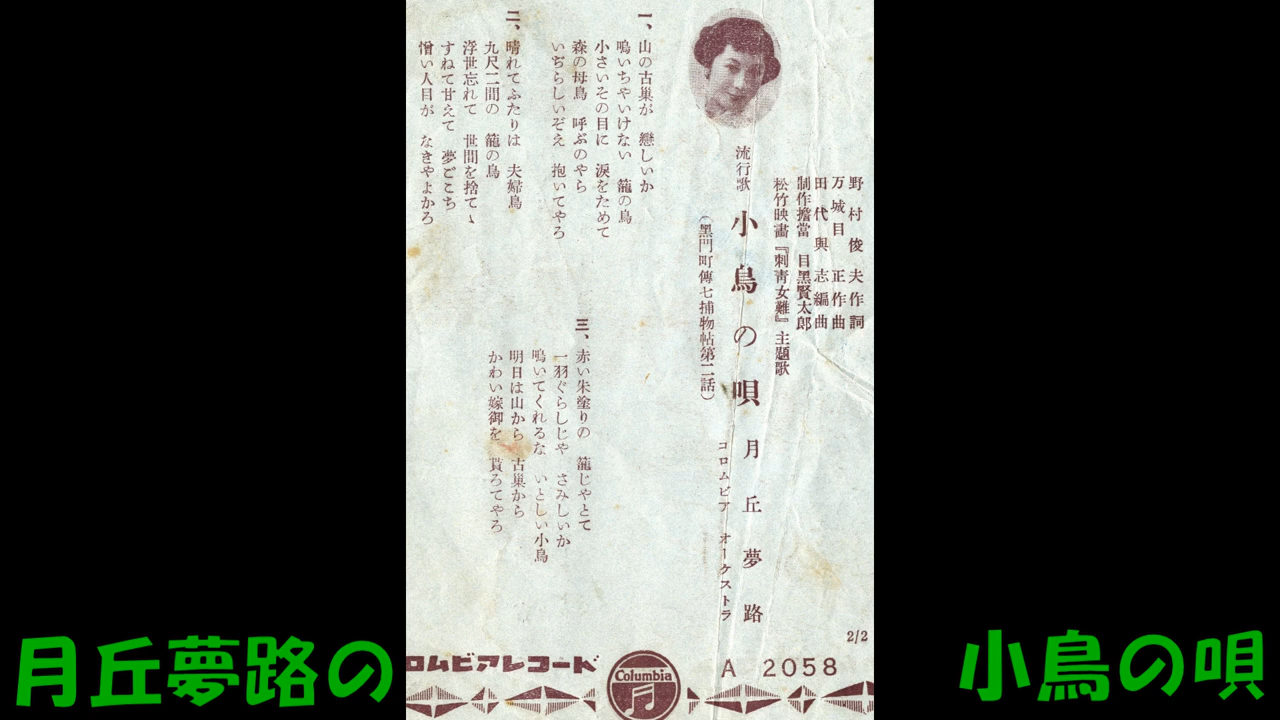 野村俊夫作詞
万城目正作曲
田代與志編曲
制作擔當 目黑賢太郎
松竹映畵『刺靑女難』主題歌
流行歌 小鳥の唄 月丘夢路
コロムビア オーケストラ
(黑門町傳七捕物帖第二話)
一、山の古巣が 戀しいか
鳴いちやいけない 籠の鳥
小さいその目に 淚をためて
森の母鳥 呼ぶのやら
いぢらしいぞえ 抱いてやろ
二、晴れてふたりは 夫婦鳥
九尺二間の 籠の鳥
浮世忘れて 世間を捨てゝ
すねて甘えて 夢ごこち
憎い人目が なきやよかろ
三、赤い朱塗りの 籠じやとて
一羽ぐらしじや さみしいか
鳴いてくれるな いとしい小鳥
明日は山から 古巣から
かわい嫁御を 貰ろてやろ
2/2
ロムビアレコード
Columbia
A 2058
月丘夢路の
小鳥の唄